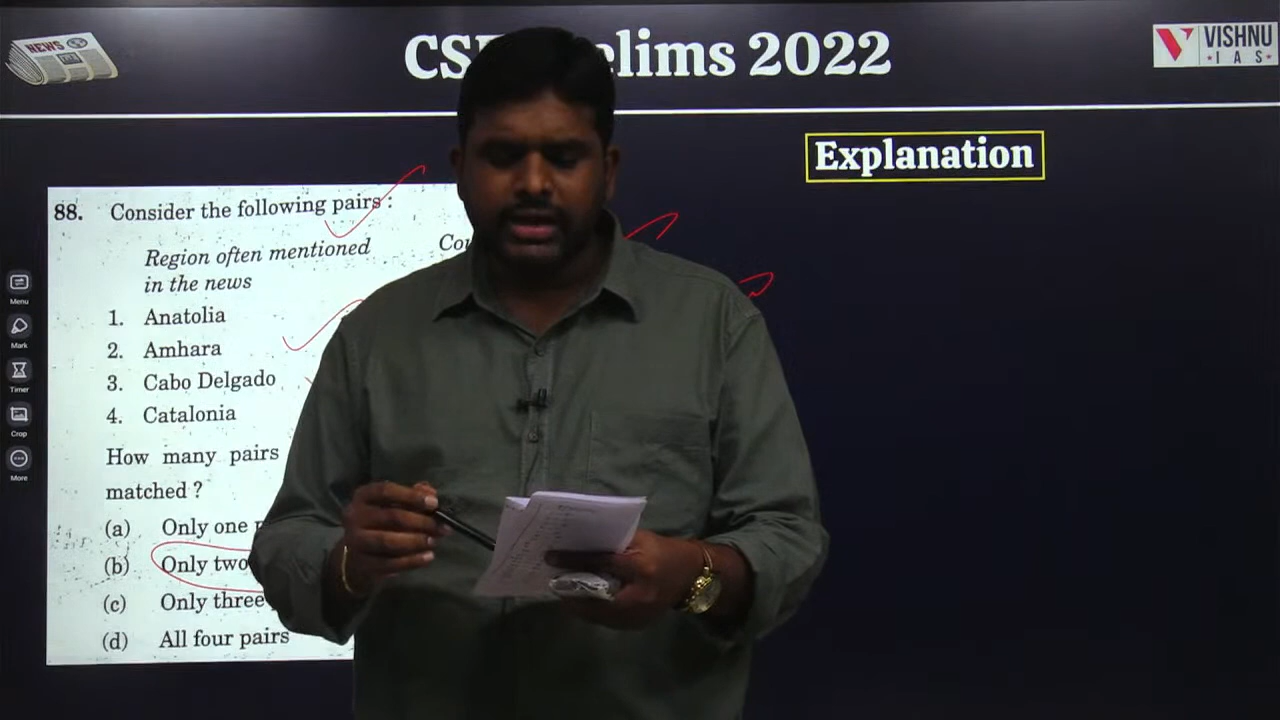 NEWS
CSE Prelims 2022
VISHNU
IAS
Explanation
88. Consider the following pairs :
Region often mentioned
in the news
1. Anatolia
2. Amhara
3. Cabo Delgado
4. Catalonia
How many pairs
matched ?
(a) Only one
(b) Only two
(c) Only three
(d) All four pairs
Menu
Mark
Timer
Crop
More